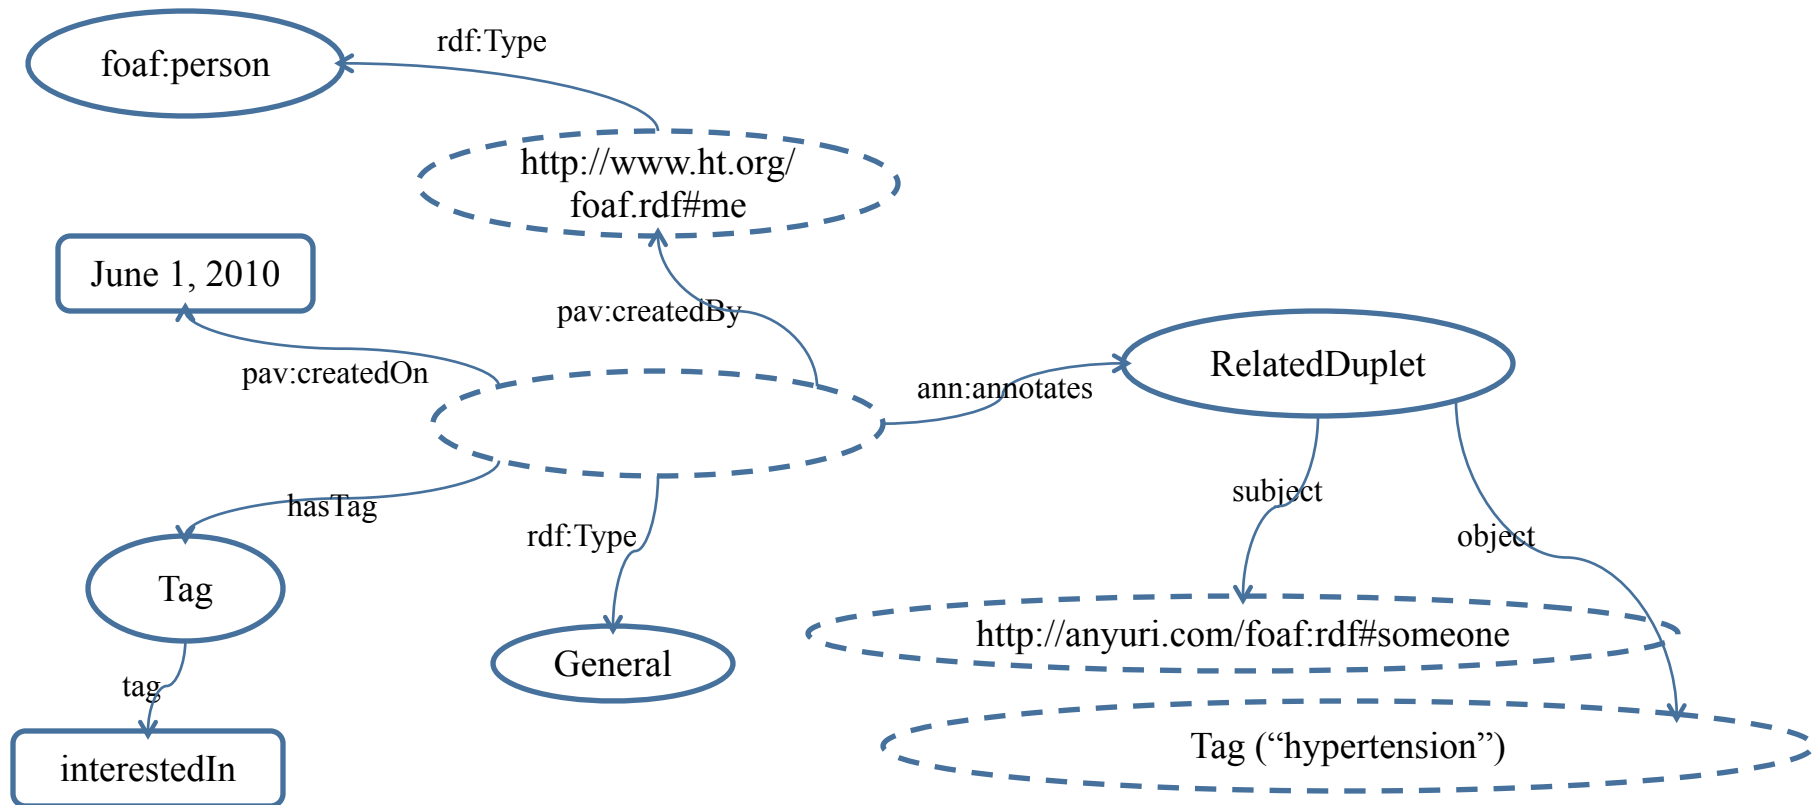 rdf:Type
foaf:person
http://www.ht.org/
foaf.rdf#me
June 1, 2010
pav:createdBy
pav:createdOn
ann:annotates
RelatedDuplet
hasTag
rdf:Type
subject
object
Tag
http://anyuri.com/foaf:rdf#someone
General
tag
interestedIn
Tag (“hypertension”)